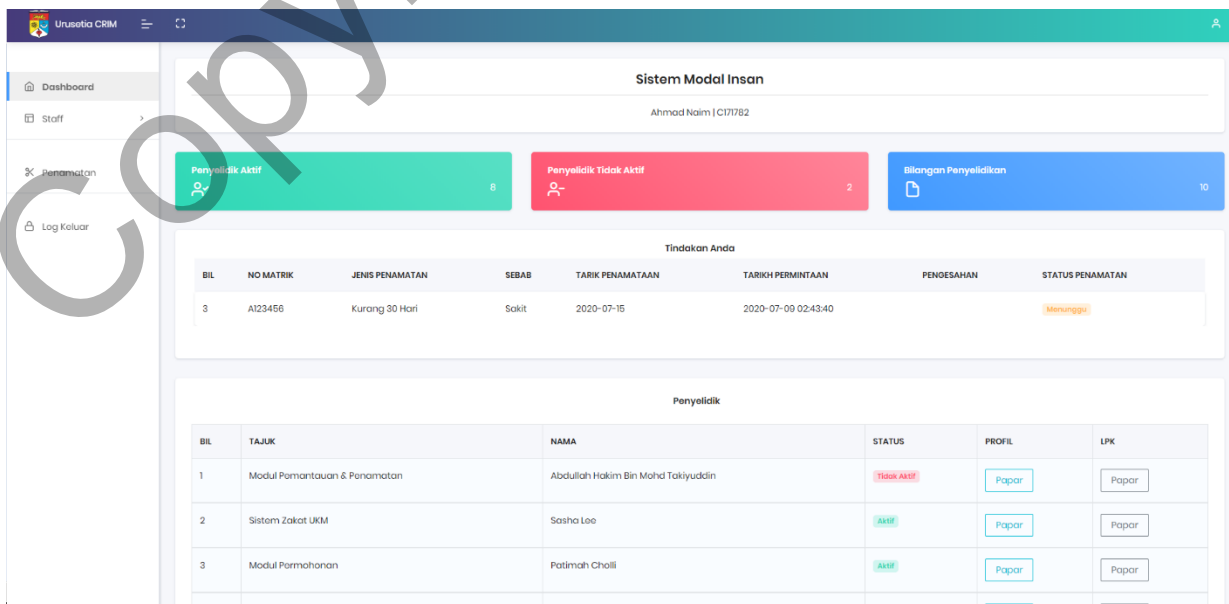 Urusetia CRIM
Dashboard
Staff
Penamatan
Log Keluar
Sistem Modal Insan
Ahmad Naim | C171782
Penyelidik Aktif
8
Penyelidik Tidak Aktif
2
Bilangan Penyelidikan
10
Tindakan Anda
BIL NO MATRIK JENIS PENAMATAN SEBAB TARIK PENAMATAAN TARIKH PERMINTAAN PENGESAHAN STATUS PENAMATAN
3 A123456 Kurang 30 Hari Sakit 2020-07-15 2020-07-09 02:43:40 Menunggu
Penyelidik
BIL TAJUK NAMA STATUS PROFIL LPK
1 Modul Pemantauan & Penamatan Abdullah Hakim Bin Mohd Takiyuddin Tidak Aktif Papar Papar
2 Sistem Zakat UKM Sasha Lee Aktif Papar Papar
3 Modul Permohonan Patimah Cholli Aktif Papar Papar
Copy